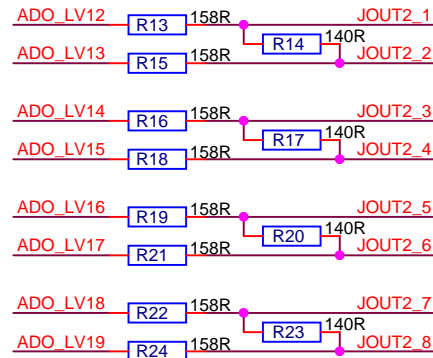 ADO_LV12 R13 158R JOUT2_1
R14 140R
ADO_LV13 R15 158R JOUT2_2
ADO_LV14 R16 158R JOUT2_3
R17 140R
ADO_LV15 R18 158R JOUT2_4
ADO_LV16 R19 158R JOUT2_5
R20 140R
ADO_LV17 R21 158R JOUT2_6
ADO_LV18 R22 158R JOUT2_7
R23 140R
ADO_LV19 R24 158R JOUT2_8